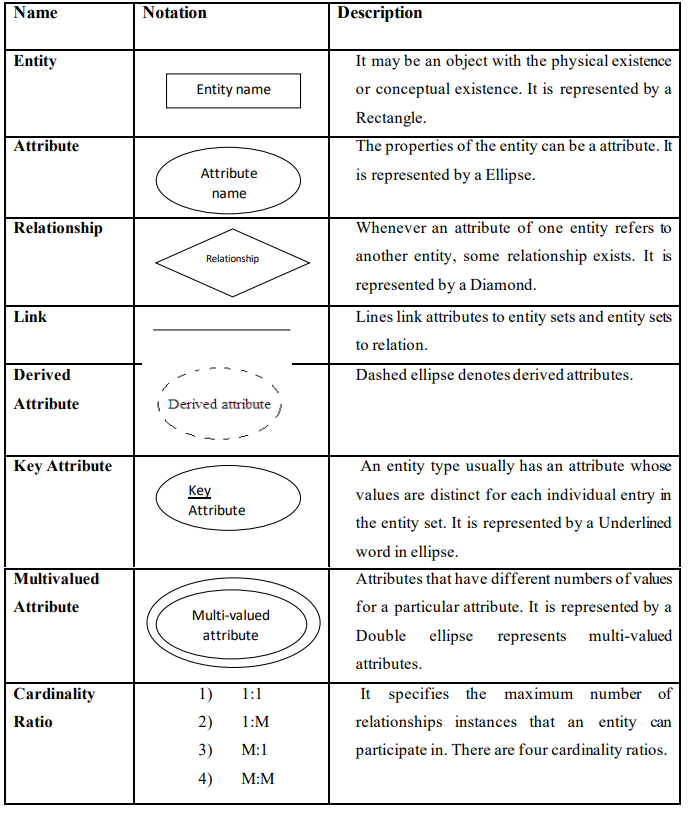 Name Notation Description
Entity
Entity name
It may be an object with the physical existence
or conceptual existence. It is represented by a
Rectangle.
Attribute
Attribute
name
The properties of the entity can be a attribute. It
is represented by a Ellipse.
Relationship
Relationship
Whenever an attribute of one entity refers to
another entity, some relationship exists. It is
represented by a Diamond.
Link
Lines link attributes to entity sets and entity sets
to relation.
Derived
Attribute
Derived attribute
Dashed ellipse denotes derived attributes.
Key Attribute
Key
Attribute
An entity type usually has an attribute whose
values are distinct for each individual entry in
the entity set. It is represented by a Underlined
word in ellipse.
Multivalued
Attribute
Multi-valued
attribute
Attributes that have different numbers of values
for a particular attribute. It is represented by a
Double ellipse represents multi-valued
attributes.
Cardinality
Ratio
1) 1:1
2) 1:M
3) M:1
4) M:M
It specifies the maximum number of
relationships instances that an entity can
participate in. There are four cardinality ratios.